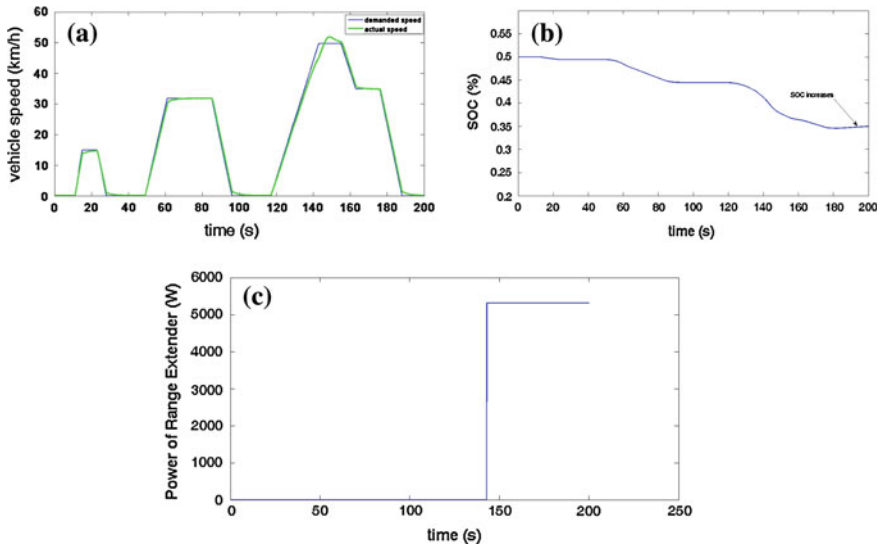 (a)
demanded speed
actual speed
vehicle speed (km/h)
60
50
40
30
20
10
0
0 20 40 60 80 100 120 140 160 180 200
time (s)
(b)
SOC (%)
0.55
0.5
0.45
0.4
0.35
0.3
0.25
0.2
SOC increases
0 20 40 60 80 100 120 140 160 180 200
time (s)
(c)
Power of Range Extender (W)
6000
5000
4000
3000
2000
1000
0
0 50 100 150 200 250
time (s)